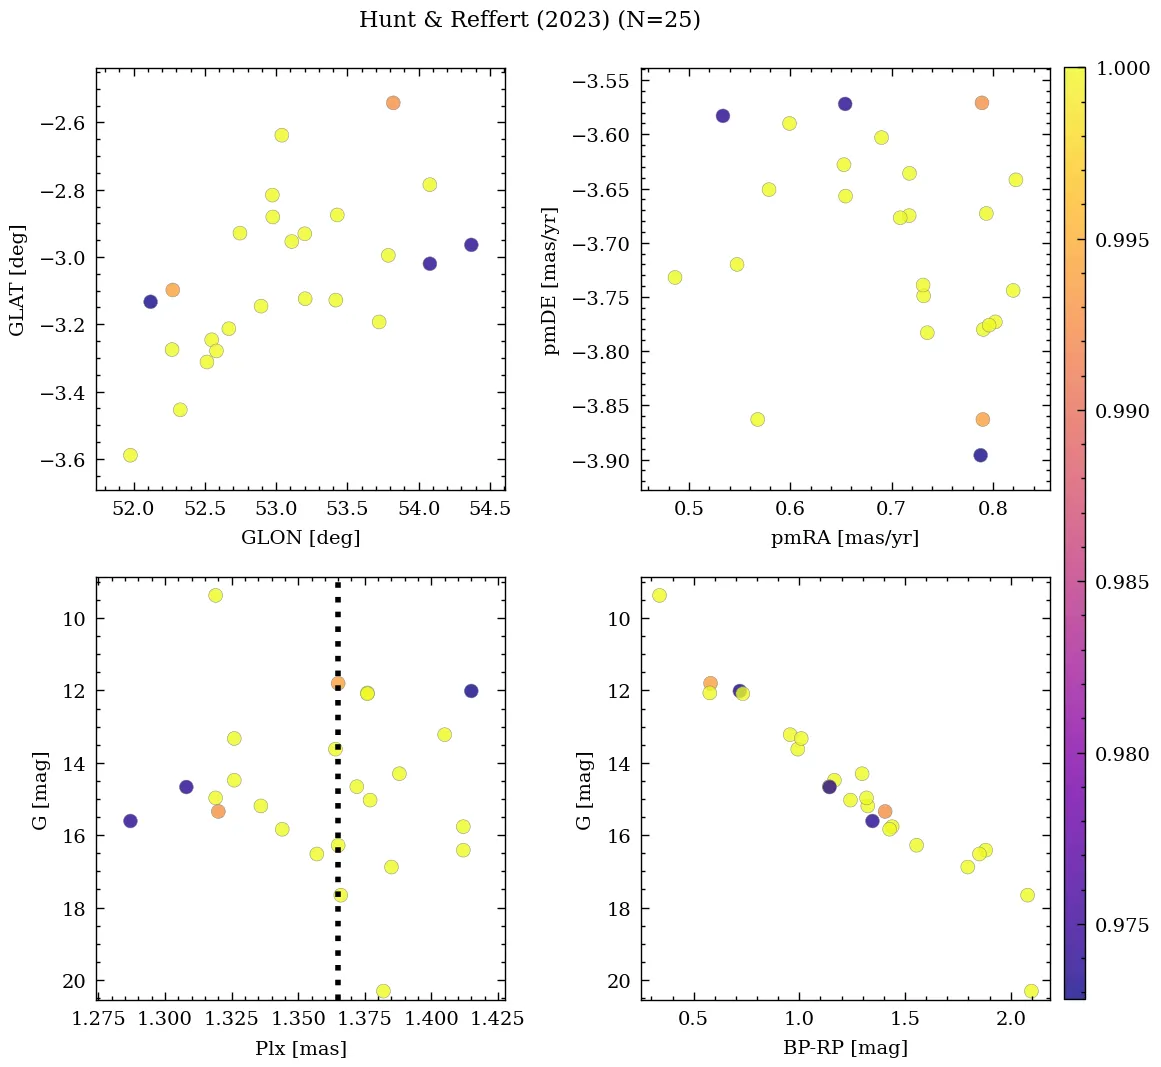 Hunt & Reffert (2023) (N=25)
−2.6
−2.8
−3.0
−3.2
−3.4
−3.6
GLAT [deg]
52.0 52.5 53.0 53.5 54.0 54.5
GLON [deg]
−3.55
−3.60
−3.65
−3.70
−3.75
−3.80
−3.85
−3.90
pmDE [mas/yr]
0.5 0.6 0.7 0.8
pmRA [mas/yr]
10
12
14
16
18
20
G [mag]
1.275 1.300 1.325 1.350 1.375 1.400 1.425
Plx [mas]
10
12
14
16
18
20
G [mag]
0.5 1.0 1.5 2.0
BP-RP [mag]
1.000
0.995
0.990
0.985
0.980
0.975